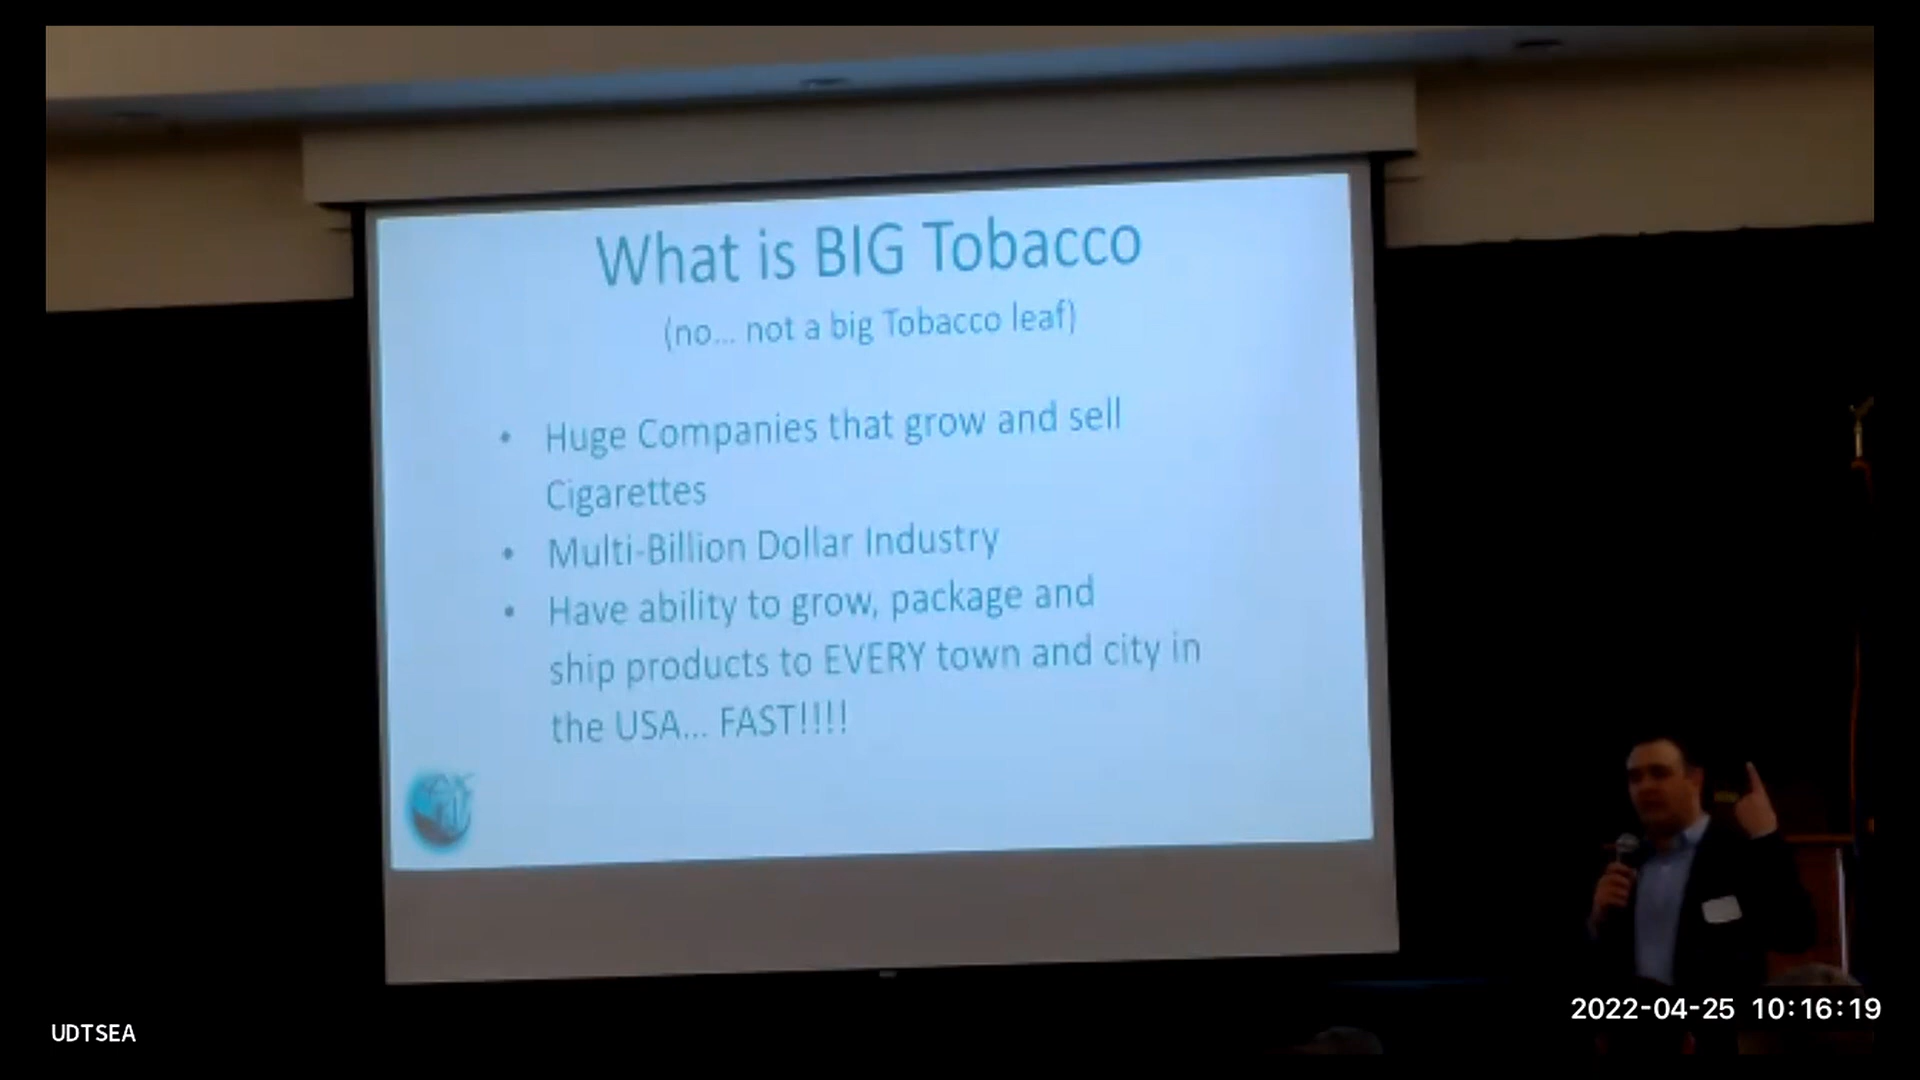 What is BIG Tobacco
(no... not a big Tobacco leaf)
• Huge Companies that grow and sell
Cigarettes
• Multi-Billion Dollar Industry
• Have ability to grow, package and
ship products to EVERY town and city in
the USA... FAST!!!!
2022-04-25 10:16:19
UDTSEA